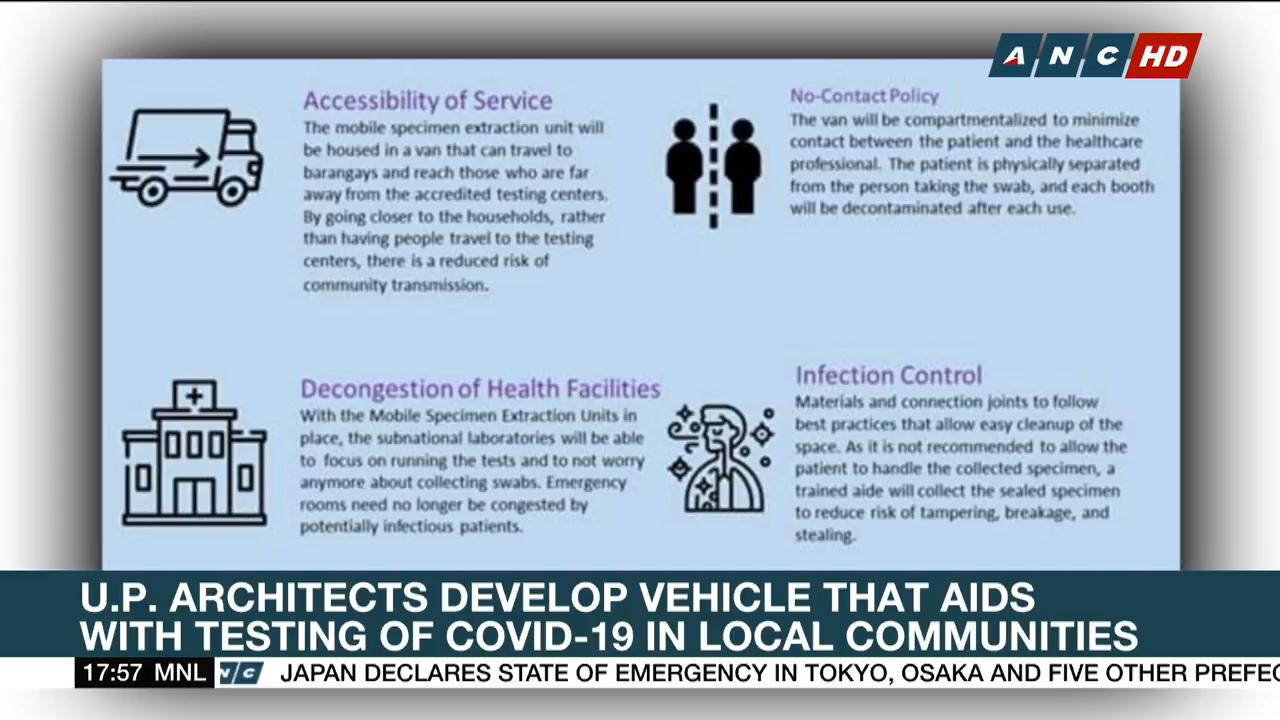 ANC HD
Accessibility of Service
The mobile specimen extraction unit will
be housed in a van that can travel to
barangays and reach those who are far
away from the accredited testing centers.
By going closer to the households, rather
than having people travel to the testing
centers, there is a reduced risk of
community transmission.
No-Contact Policy
The van will be compartmentalized to minimize
contact between the patient and the healthcare
professional. The patient is physically separated
from the person taking the swab, and each booth
will be decontaminated after each use.
Decongestion of Health Facilities
With the Mobile Specimen Extraction Units in
place, the subnational laboratories will be able
to focus on running the tests and to not worry
anymore about collecting swabs. Emergency
rooms need no longer be congested by
potentially infectious patients.
Infection Control
Materials and connection joints to follow
best practices that allow easy cleanup of the
space. As it is not recommended to allow the
patient to handle the collected specimen, a
trained aide will collect the sealed specimen
to reduce risk of tampering, breakage, and
stealing.
U.P. ARCHITECTS DEVELOP VEHICLE THAT AIDS
WITH TESTING OF COVID-19 IN LOCAL COMMUNITIES
17:57 MNL NC JAPAN DECLARES STATE OF EMERGENCY IN TOKYO, OSAKA AND FIVE OTHER PREFEC